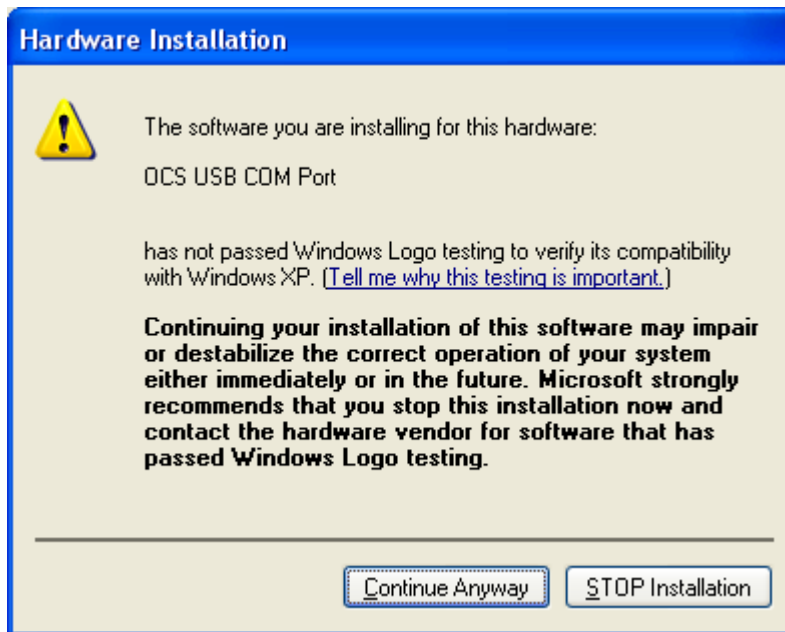 Hardware Installation
The software you are installing for this hardware:
OCS USB COM Port
has not passed Windows Logo testing to verify its compatibility
with Windows XP. (Tell me why this testing is important.)
Continuing your installation of this software may impair
or destabilize the correct operation of your system
either immediately or in the future. Microsoft strongly
recommends that you stop this installation now and
contact the hardware vendor for software that has
passed Windows Logo testing.
Continue Anyway
STOP Installation